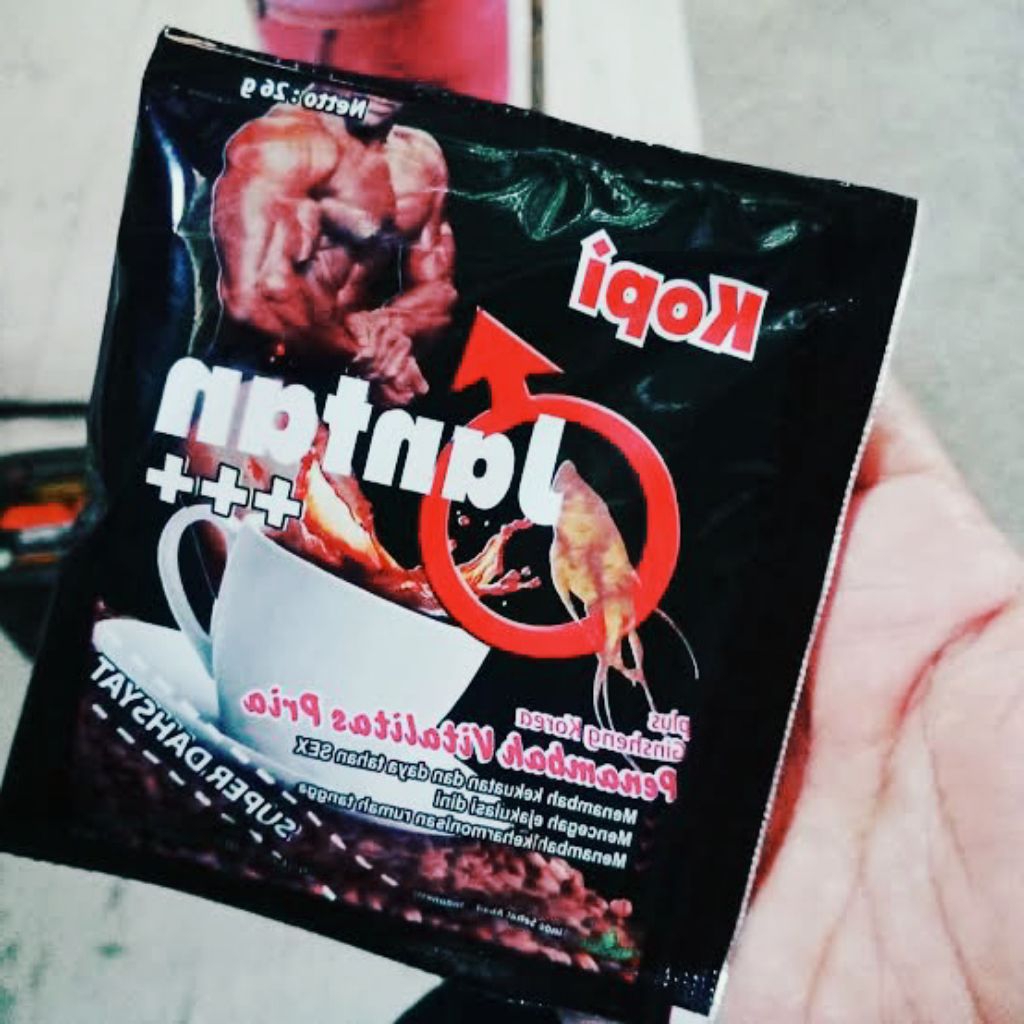 Netto : 26 g
Kopi
Jantan
+++
plus
Ginsheng Korea
Penambah Vitalitas Pria
Menambah kekuatan dan daya tahan SEX
Mencegah ejakulasi dini
Menambah keharmonisan rumah tangga
SUPER DAHSYAT